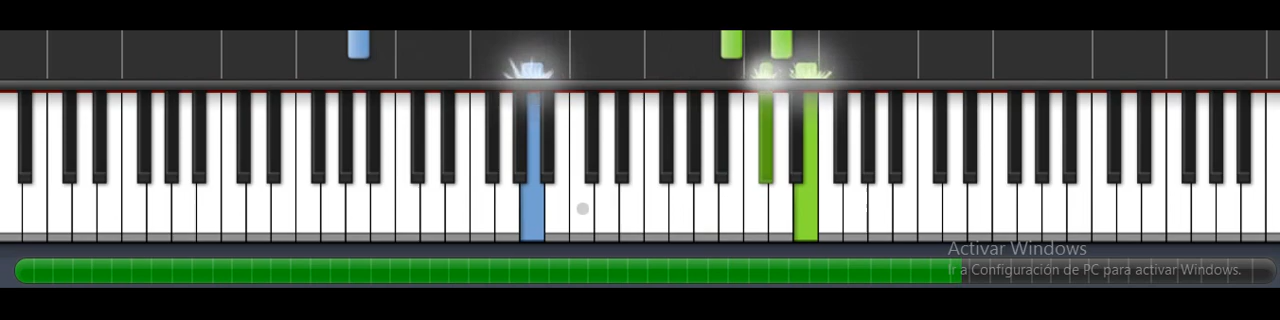 Activar Windows
Ir a Configuración de PC para activar Windows.